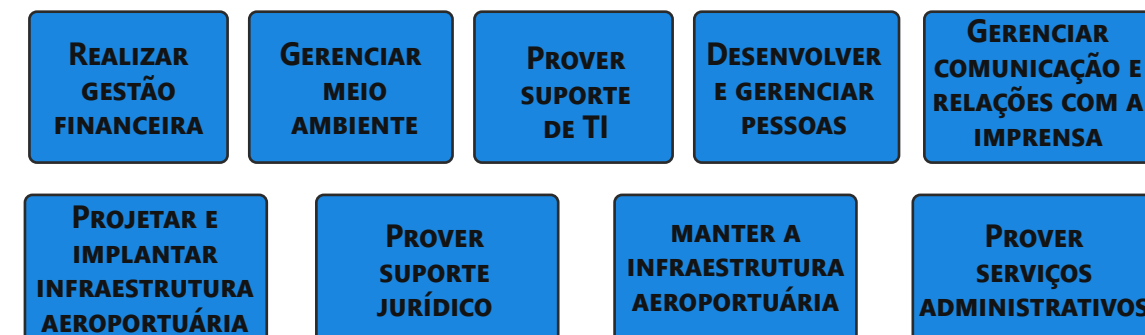 REALIZAR
GESTÃO
FINANCEIRA
GERENCIAR
MEIO
AMBIENTE
PROVER
SUPORTE
DE TI
DESENVOLVER
E GERENCIAR
PESSOAS
GERENCIAR
COMUNICAÇÃO E
RELAÇÕES COM A
IMPRENSA
PROJETAR E
IMPLANTAR
INFRAESTRUTURA
AEROPORTUÁRIA
PROVER
SUPORTE
JURÍDICO
MANTER A
INFRAESTRUTURA
AEROPORTUÁRIA
PROVER
SERVIÇOS
ADMINISTRATIVOS